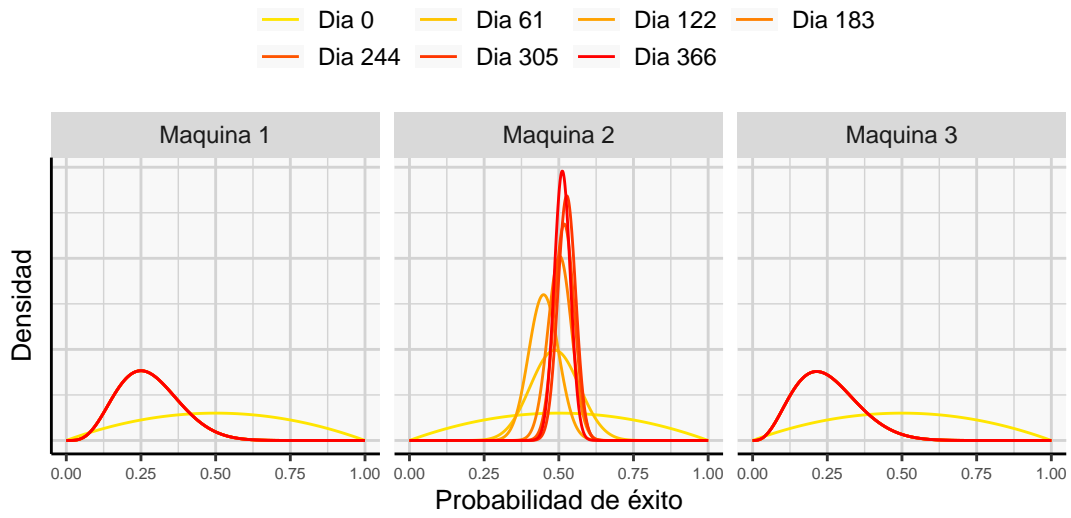 Dia 0 Dia 61 Dia 122 Dia 183
Dia 244 Dia 305 Dia 366
Maquina 1 Maquina 2 Maquina 3
Densidad
0.00 0.25 0.50 0.75 1.00 0.00 0.25 0.50 0.75 1.00 0.00 0.25 0.50 0.75 1.00
Probabilidad de éxito